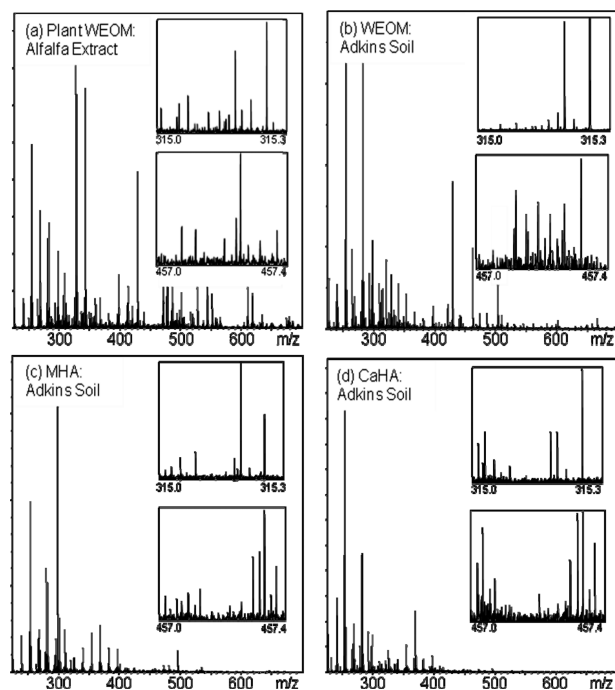 (a) Plant WEOM:
Alfalfa Extract
315.0 315.3
457.0 457.4
300 400 500 600 m/z
(b) WEOM:
Adkins Soil
315.0 315.3
457.0 457.4
300 400 500 600 m/z
(c) MHA:
Adkins Soil
315.0 315.3
457.0 457.4
300 400 500 600 m/z
(d) CaHA:
Adkins Soil
315.0 315.3
457.0 457.4
300 400 500 600 m/z